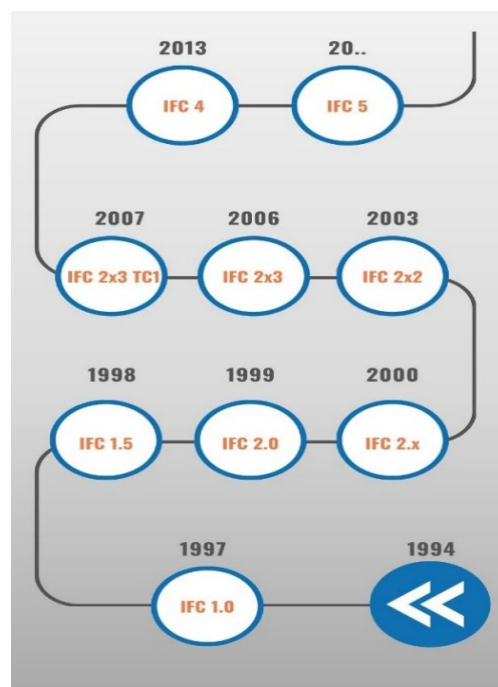 2013 20..
IFC 4 IFC 5
2007 2006 2003
IFC 2x3 TC1 IFC 2x3 IFC 2x2
1998 1999 2000
IFC 1.5 IFC 2.0 IFC 2.x
1997 1994
IFC 1.0